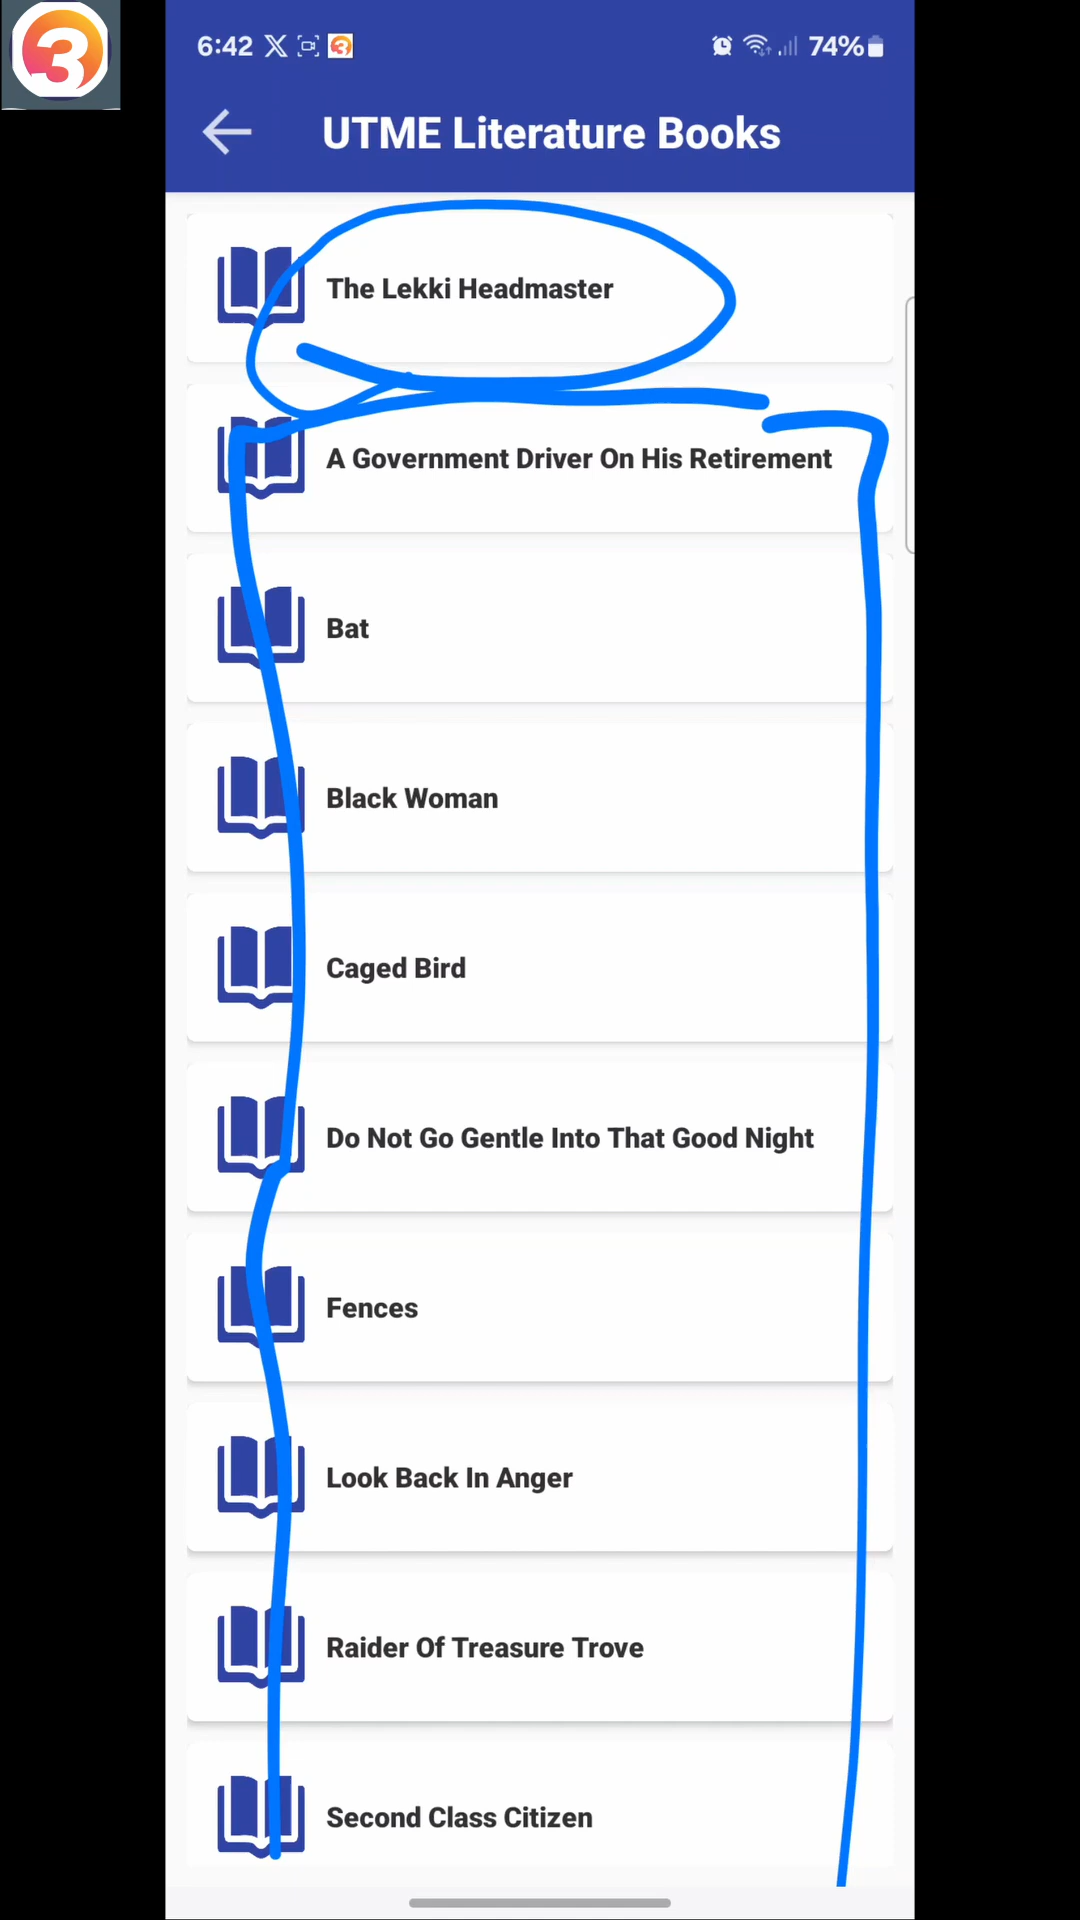 3
6:42
74%
UTME Literature Books
The Lekki Headmaster
A Government Driver On His Retirement
Bat
Black Woman
Caged Bird
Do Not Go Gentle Into That Good Night
Fences
Look Back In Anger
Raider Of Treasure Trove
Second Class Citizen